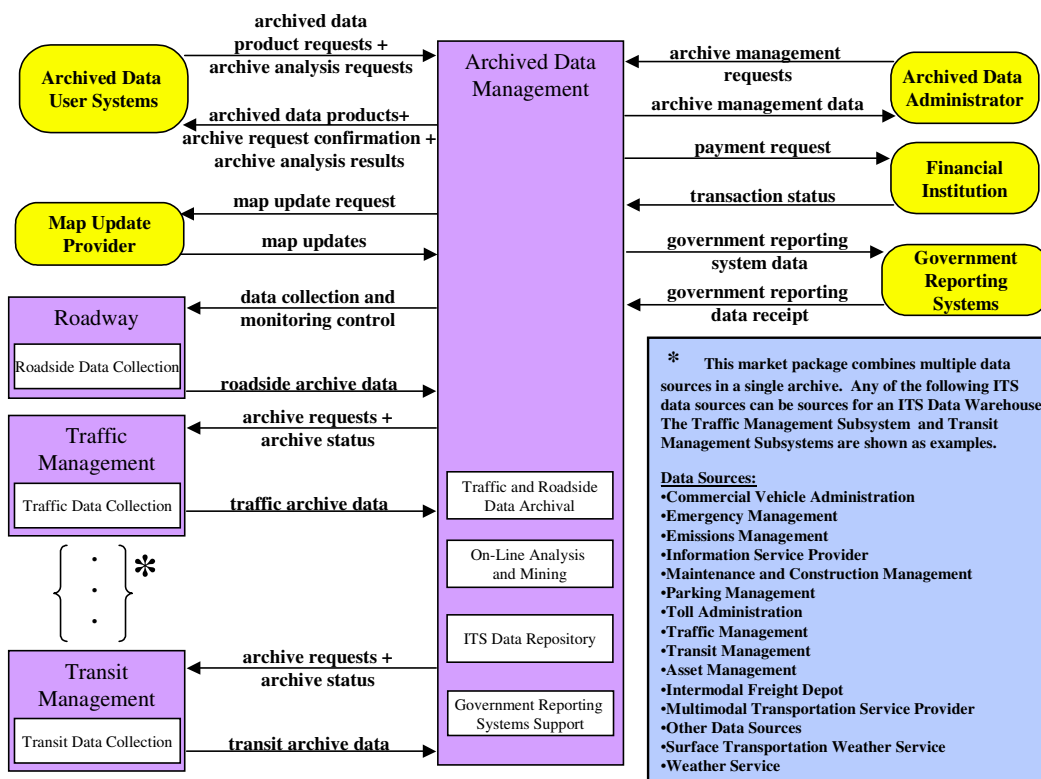 archived data
product requests +
archive analysis requests
Archived Data
User Systems
archived data products+
archive request confirmation +
archive analysis results
map update request
Map Update
Provider
map updates
data collection and
monitoring control
Roadway
Roadside Data Collection
roadside archive data
archive requests +
archive status
Traffic
Management
Traffic Data Collection
traffic archive data
*
archive requests +
archive status
Transit
Management
Transit Data Collection
transit archive data
Archived Data
Management
Traffic and Roadside
Data Archival
On-Line Analysis
and Mining
ITS Data Repository
Government Reporting
Systems Support
archive management
requests
Archived Data
Administrator
archive management data
payment request
Financial
Institution
transaction status
government reporting
system data
Government
Reporting
Systems
government reporting
data receipt
* This market package combines multiple data
sources in a single archive. Any of the following ITS
data sources can be sources for an ITS Data Warehouse
The Traffic Management Subsystem and Transit
Management Subsystems are shown as examples.
Data Sources:
•Commercial Vehicle Administration
•Emergency Management
•Emissions Management
•Information Service Provider
•Maintenance and Construction Management
•Parking Management
•Toll Administration
•Traffic Management
•Transit Management
•Asset Management
•Intermodal Freight Depot
•Multimodal Transportation Service Provider
•Other Data Sources
•Surface Transportation Weather Service
•Weather Service